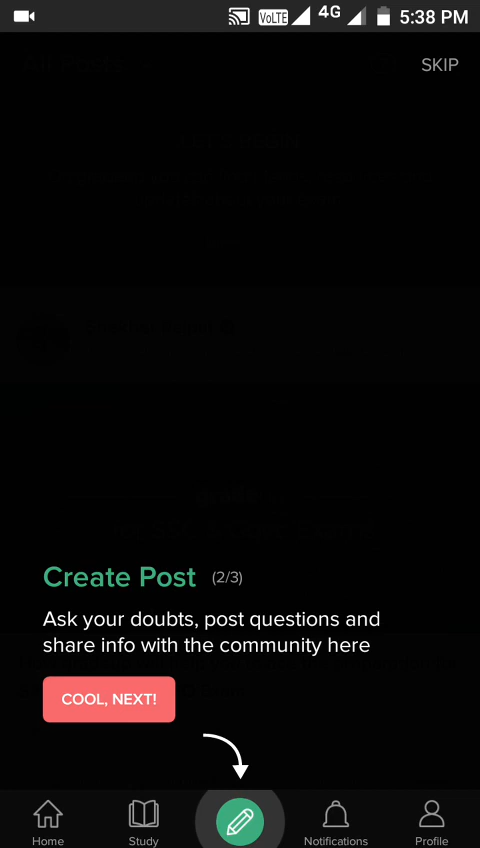 VoLTE 4G 5:38 PM
SKIP
Create Post (2/3)
Ask your doubts, post questions and
share info with the community here
COOL, NEXT!
Home Study Notifications Profile